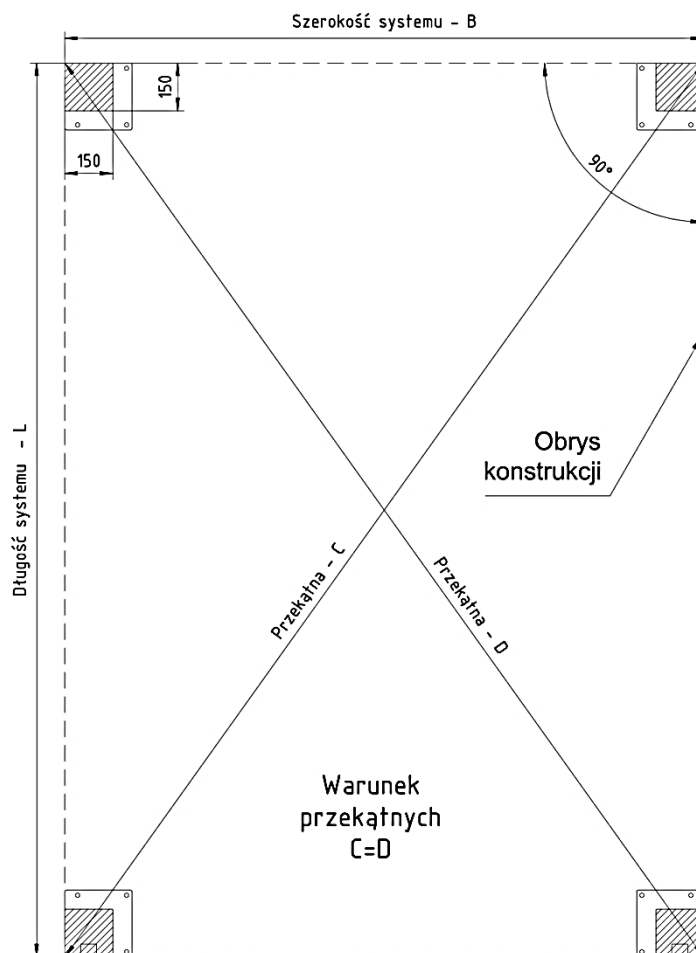 Szerokość systemu - B
150
150
90°
Obrys
konstrukcji
Długość systemu - L
Przekątna - C
Przekątna - D
Warunek
przekątnych
C=D